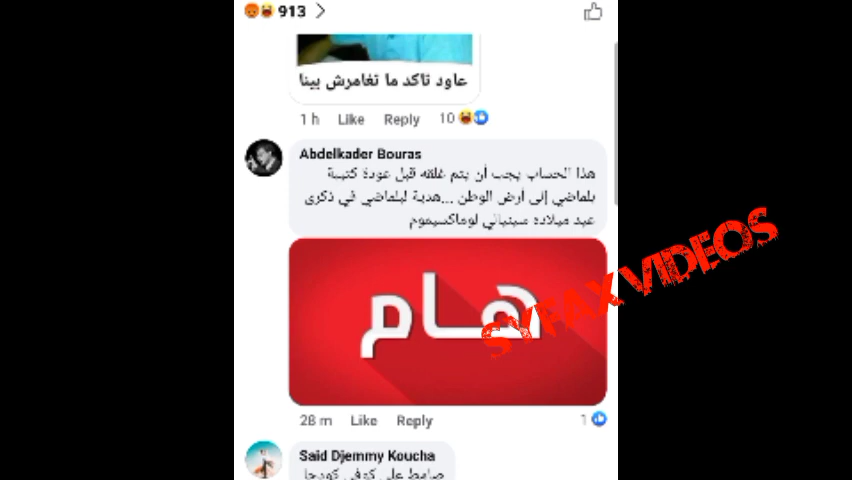 913
عاود تاكد ما تغامرش بينا
1 h Like Reply 10
Abdelkader Bouras
هذا الحساب يجب أن يتم غلقه قبل عودة كتيبة
بلماضي إلى أرض الوطن ...هدية لبلماضي في ذكرى
عيد ميلاده سينيالي لوماكسيموم
هـام
SYFAX VIDEOS
28 m Like Reply 1
Said Djemmy Koucha